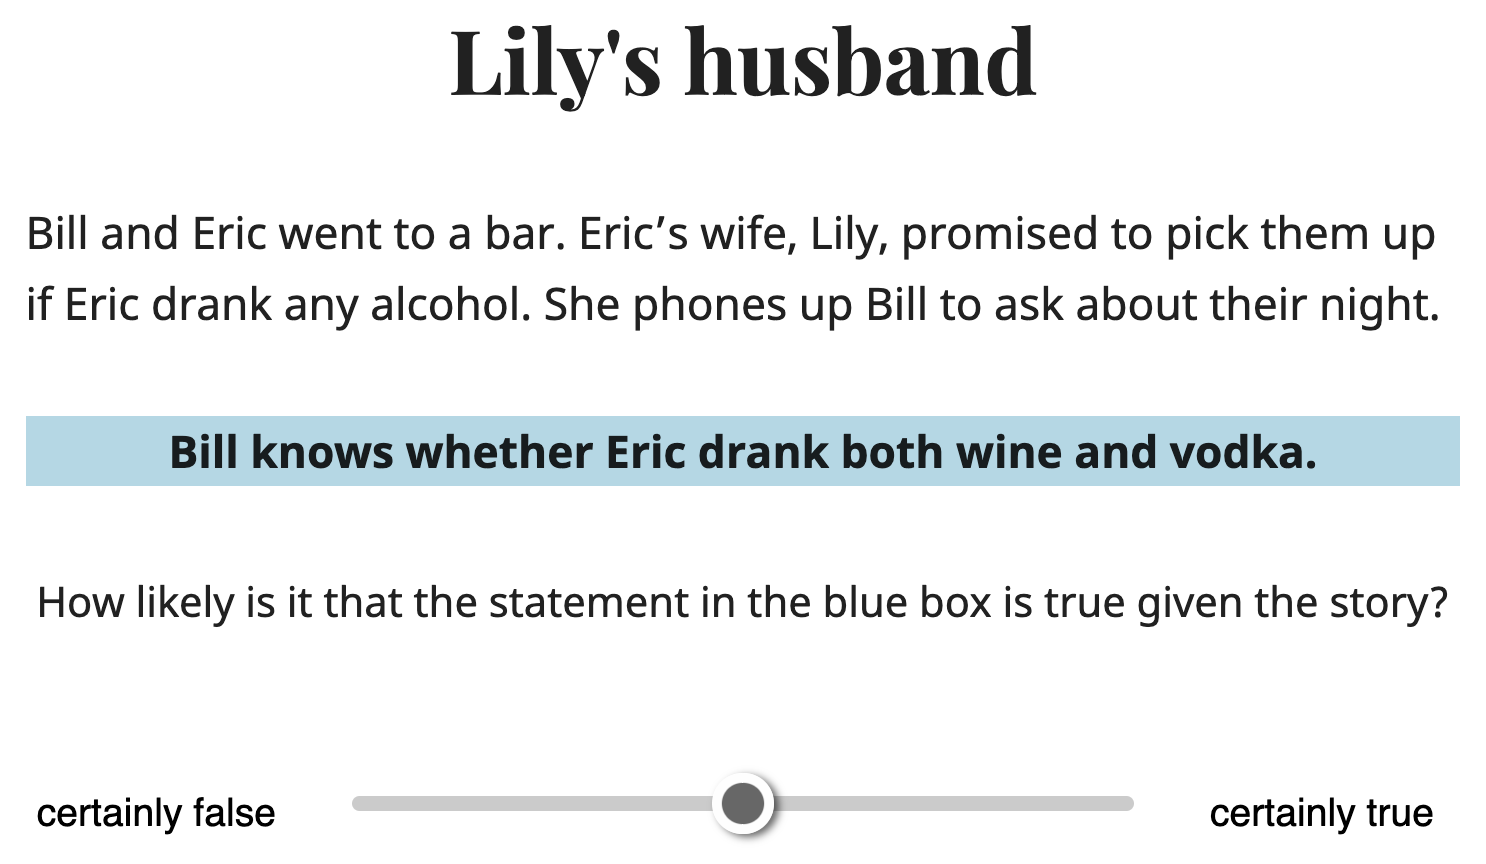 Lily's husband
Bill and Eric went to a bar. Eric’s wife, Lily, promised to pick them up
if Eric drank any alcohol. She phones up Bill to ask about their night.
Bill knows whether Eric drank both wine and vodka.
How likely is it that the statement in the blue box is true given the story?
certainly false
certainly true